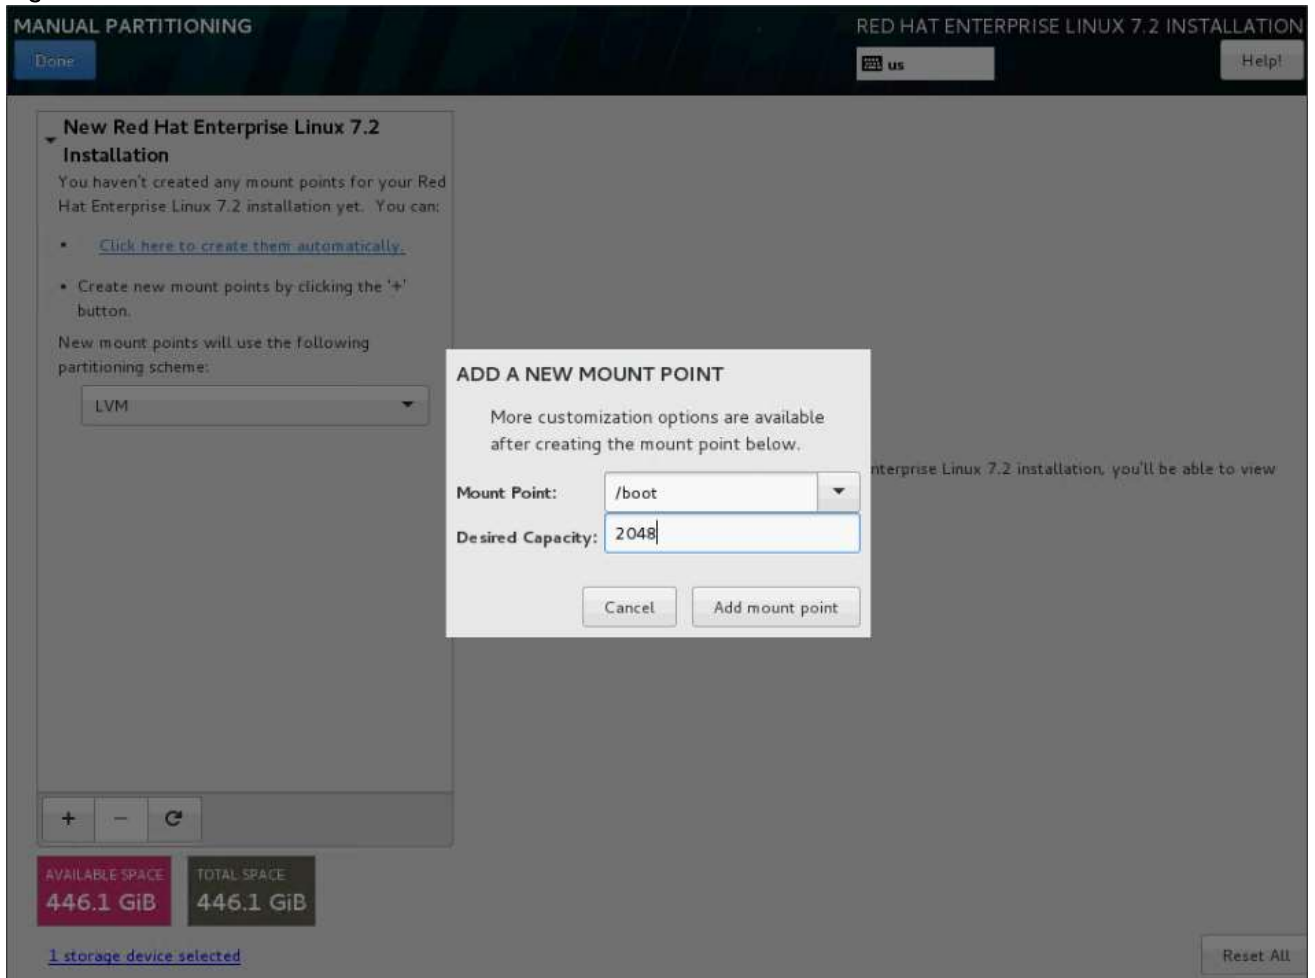 MANUAL PARTITIONING
RED HAT ENTERPRISE LINUX 7.2 INSTALLATION
Done
us
Help!
New Red Hat Enterprise Linux 7.2
Installation
You haven't created any mount points for your Red
Hat Enterprise Linux 7.2 installation yet. You can:
• Click here to create them automatically.
• Create new mount points by clicking the '+'
button.
New mount points will use the following
partitioning scheme:
LVM
ADD A NEW MOUNT POINT
More customization options are available
after creating the mount point below.
Mount Point: /boot
Desired Capacity: 2048
Cancel
Add mount point
nterprise Linux 7.2 installation, you'll be able to view
+ −
AVAILABLE SPACE
446.1 GiB
TOTAL SPACE
446.1 GiB
1 storage device selected
Reset All